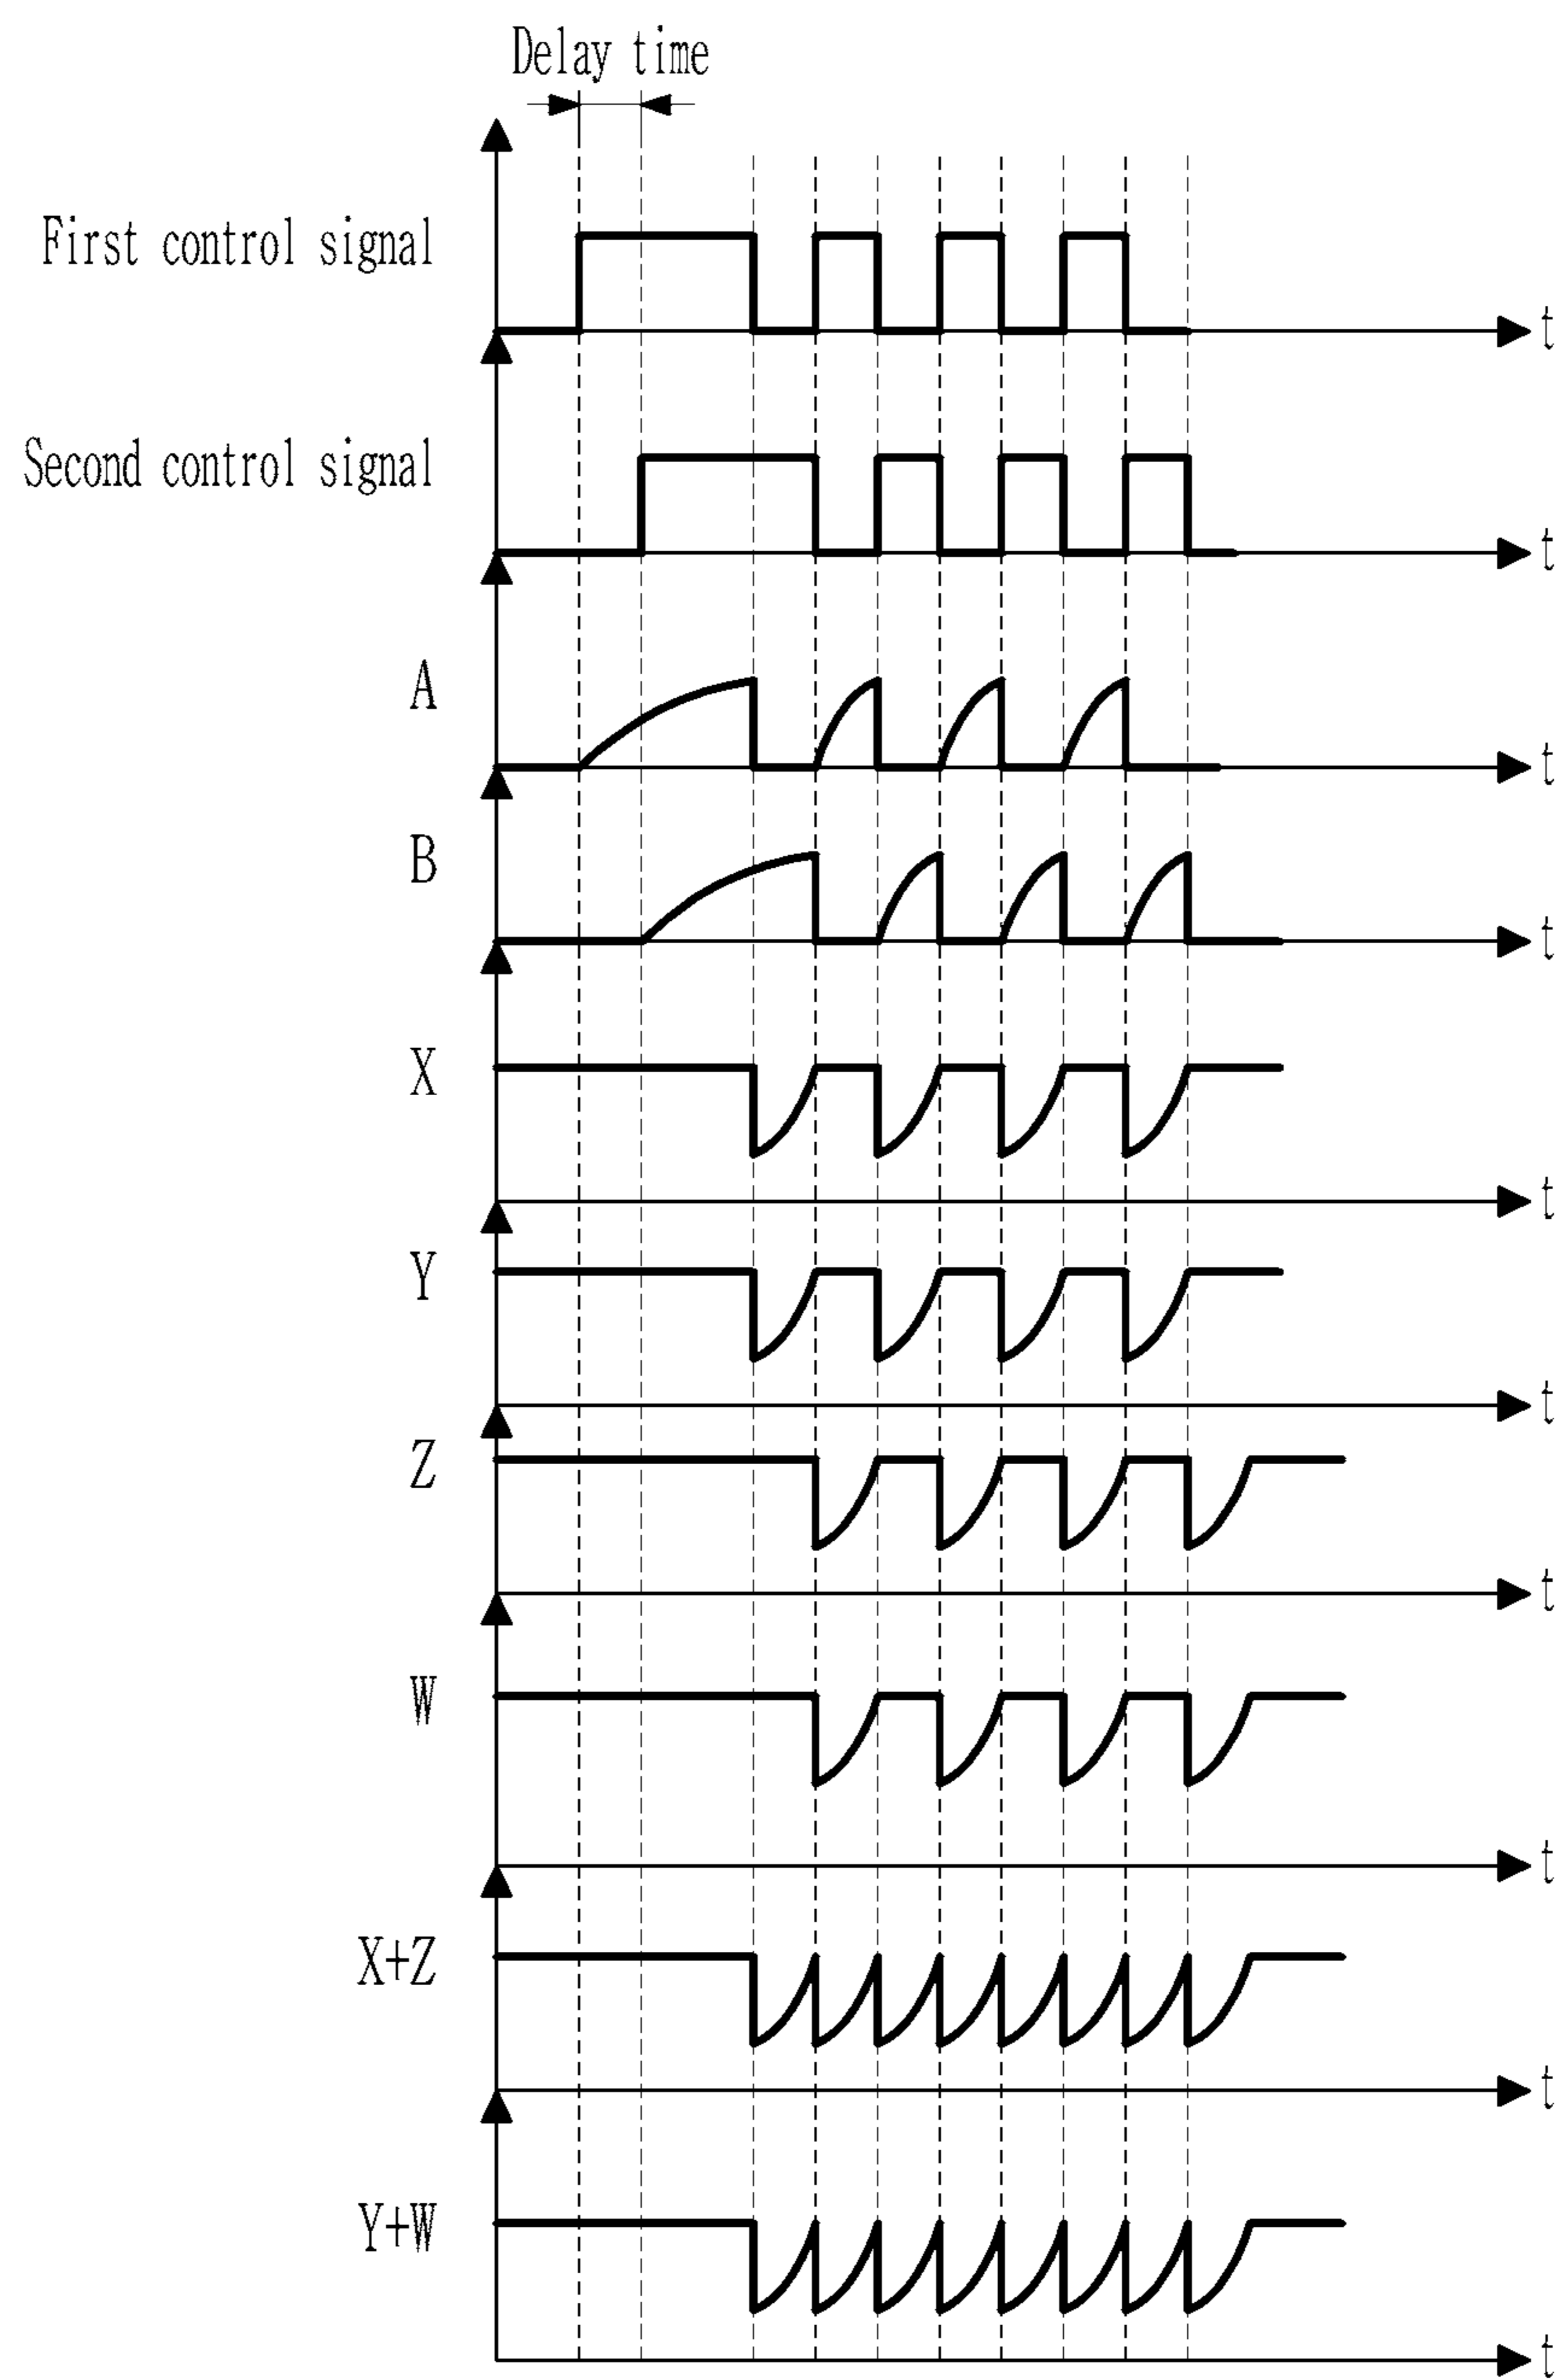 Delay time
First control signal
t
Second control signal
t
A
t
B
t
X
t
Y
t
Z
t
W
t
X+Z
t
Y+W
t